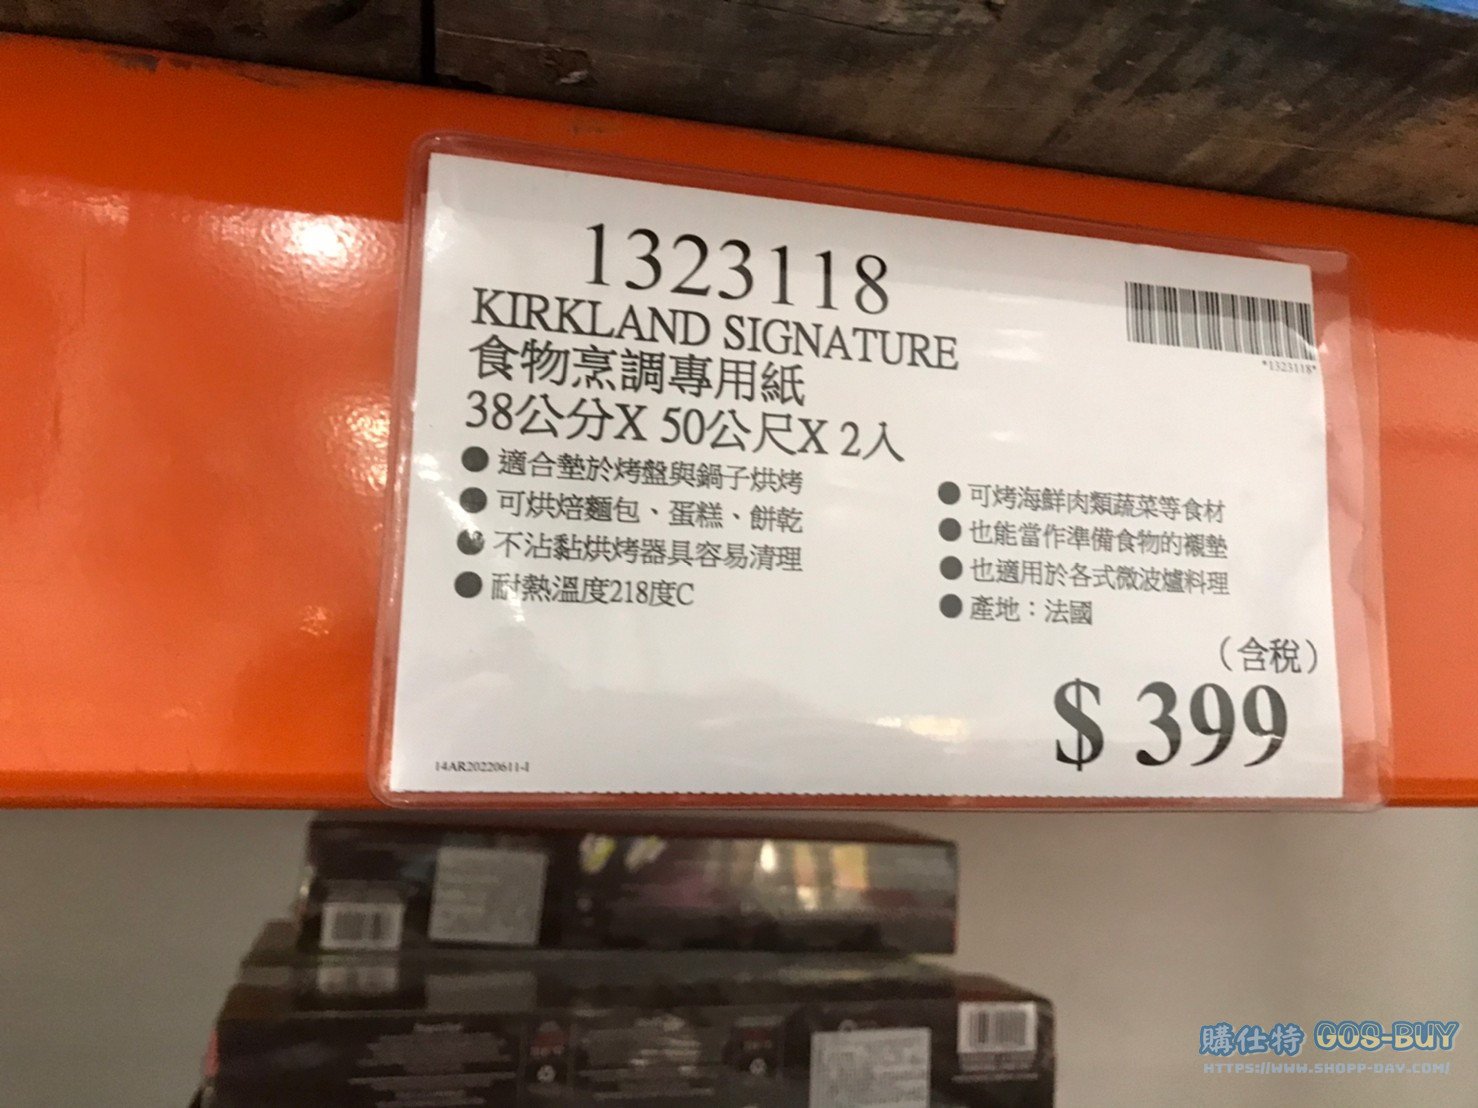 1323118
KIRKLAND SIGNATURE
食物烹調專用紙
38公分X 50公尺X 2入
*1323118*
● 適合墊於烤盤與鍋子烘烤
● 可烘焙麵包、蛋糕、餅乾
● 不沾黏烘烤器具容易清理
● 耐熱溫度218度C
● 可烤海鮮肉類蔬菜等食材
● 也能當作準備食物的襯墊
● 也適用於各式微波爐料理
● 產地：法國
（含稅）
$ 399
14AR20220611-1
購仕特 GOS-BUY
HTTPS://WWW.SHOPP-DAY.COM/